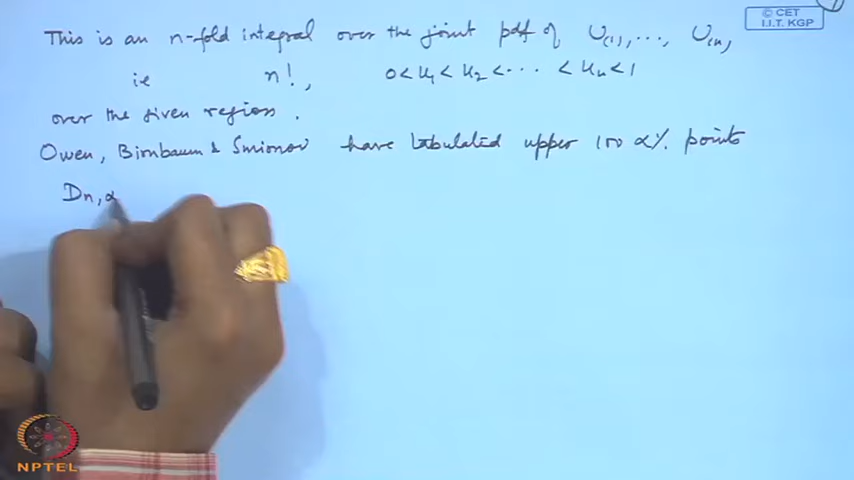 This is an n-fold integral over the joint pdf of U(1), ..., U(n),
ie n!, 0 < u1 < u2 < ... < un < 1
over the given region.
Owen, Birnbaum & Smirnov have tabulated upper 100 α% points
Dn,α
© CET
I.I.T. KGP
NPTEL